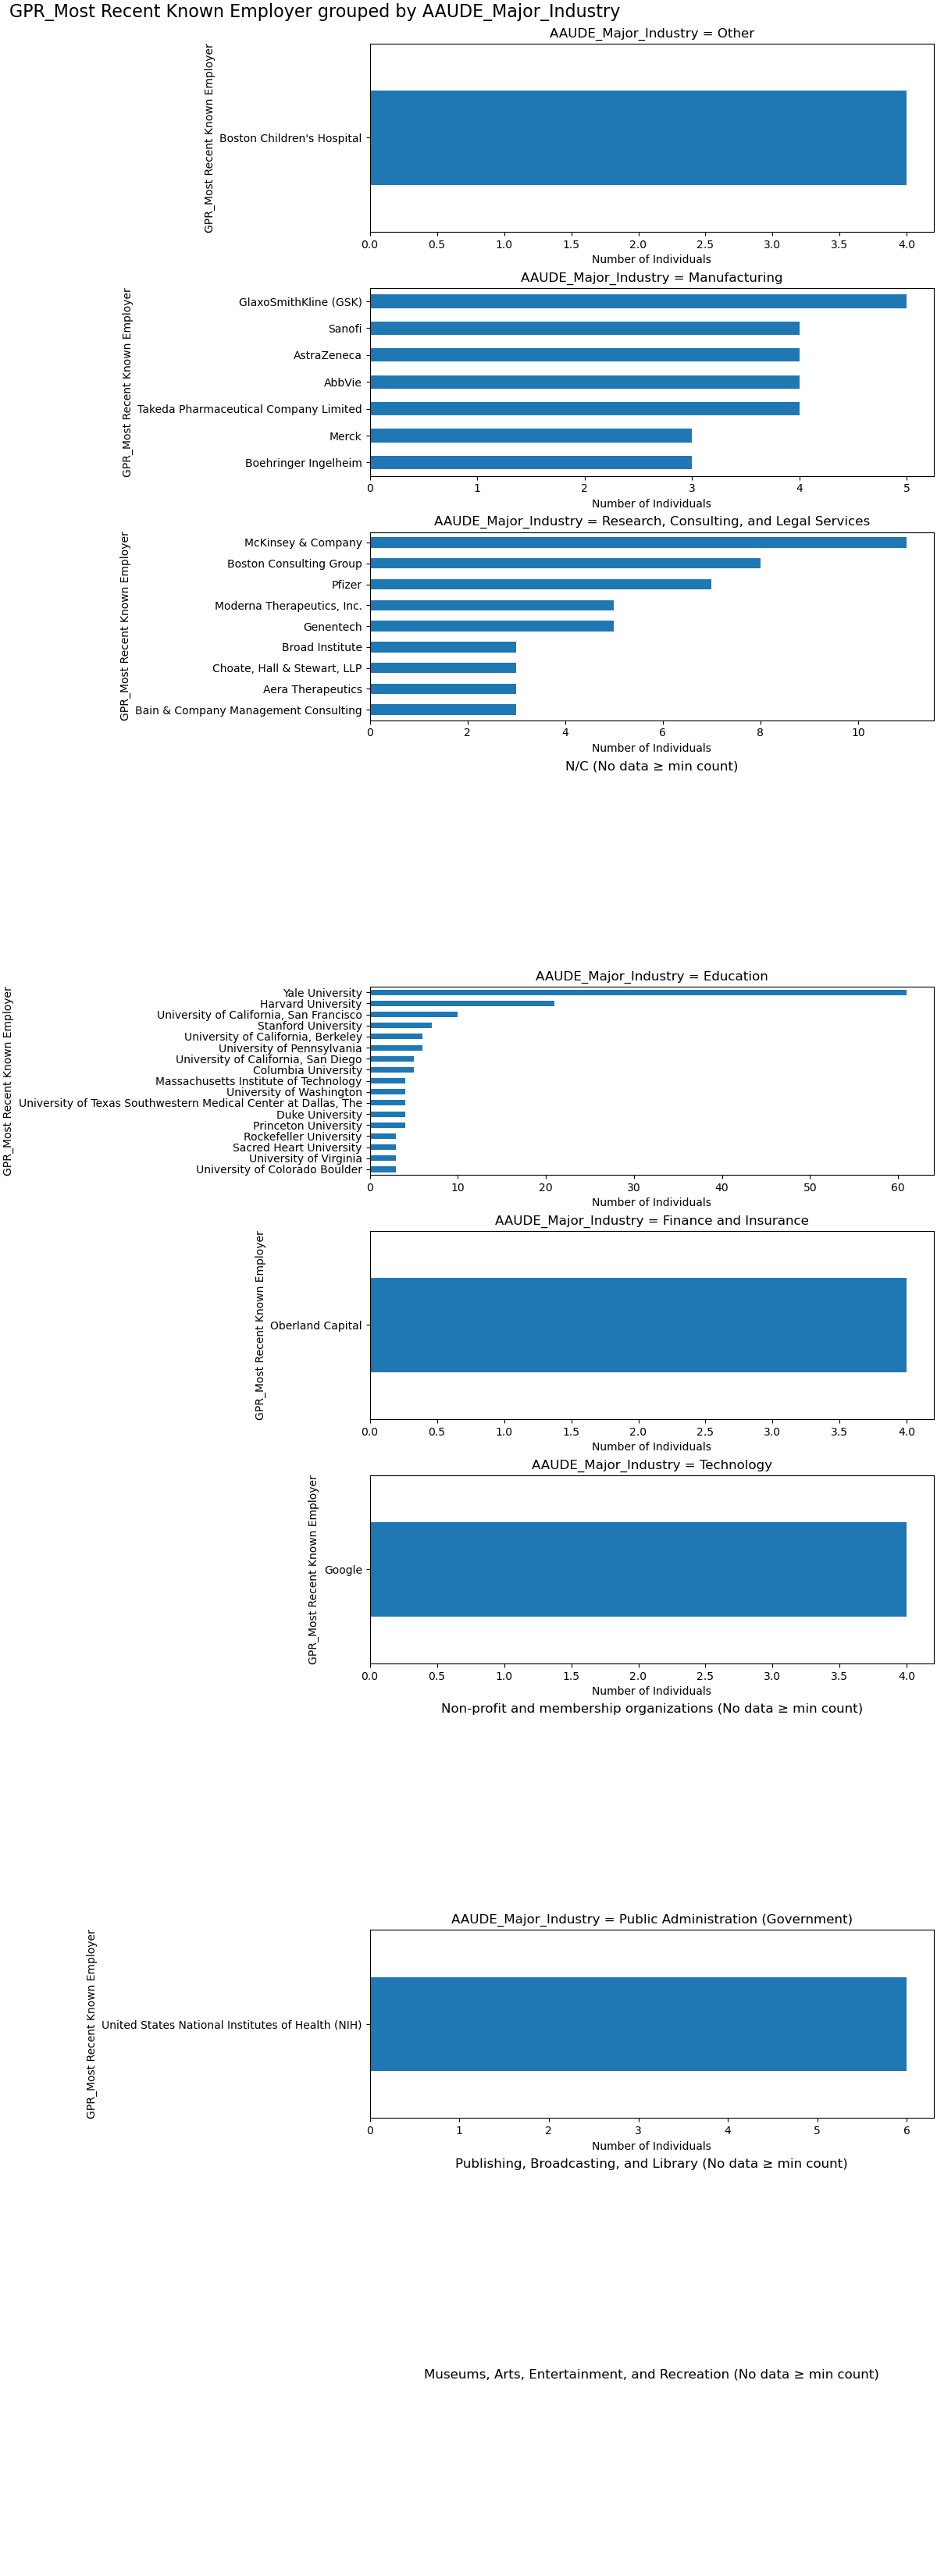 GPR_Most Recent Known Employer grouped by AAUDE_Major_Industry
AAUDE_Major_Industry = Other
GPR_Most Recent Known Employer
Boston Children's Hospital
0.0 0.5 1.0 1.5 2.0 2.5 3.0 3.5 4.0
Number of Individuals
AAUDE_Major_Industry = Manufacturing
GPR_Most Recent Known Employer
GlaxoSmithKline (GSK)
Sanofi
AstraZeneca
AbbVie
Takeda Pharmaceutical Company Limited
Merck
Boehringer Ingelheim
0 1 2 3 4 5
Number of Individuals
AAUDE_Major_Industry = Research, Consulting, and Legal Services
GPR_Most Recent Known Employer
McKinsey & Company
Boston Consulting Group
Pfizer
Moderna Therapeutics, Inc.
Genentech
Broad Institute
Choate, Hall & Stewart, LLP
Aera Therapeutics
Bain & Company Management Consulting
0 2 4 6 8 10
Number of Individuals
N/C (No data ≥ min count)
AAUDE_Major_Industry = Education
GPR_Most Recent Known Employer
Yale University
Harvard University
University of California, San Francisco
Stanford University
University of California, Berkeley
University of Pennsylvania
University of California, San Diego
Columbia University
Massachusetts Institute of Technology
University of Washington
University of Texas Southwestern Medical Center at Dallas, The
Duke University
Princeton University
Rockefeller University
Sacred Heart University
University of Virginia
University of Colorado Boulder
0 10 20 30 40 50 60
Number of Individuals
AAUDE_Major_Industry = Finance and Insurance
GPR_Most Recent Known Employer
Oberland Capital
0.0 0.5 1.0 1.5 2.0 2.5 3.0 3.5 4.0
Number of Individuals
AAUDE_Major_Industry = Technology
GPR_Most Recent Known Employer
Google
0.0 0.5 1.0 1.5 2.0 2.5 3.0 3.5 4.0
Number of Individuals
Non-profit and membership organizations (No data ≥ min count)
AAUDE_Major_Industry = Public Administration (Government)
GPR_Most Recent Known Employer
United States National Institutes of Health (NIH)
0 1 2 3 4 5 6
Number of Individuals
Publishing, Broadcasting, and Library (No data ≥ min count)
Museums, Arts, Entertainment, and Recreation (No data ≥ min count)